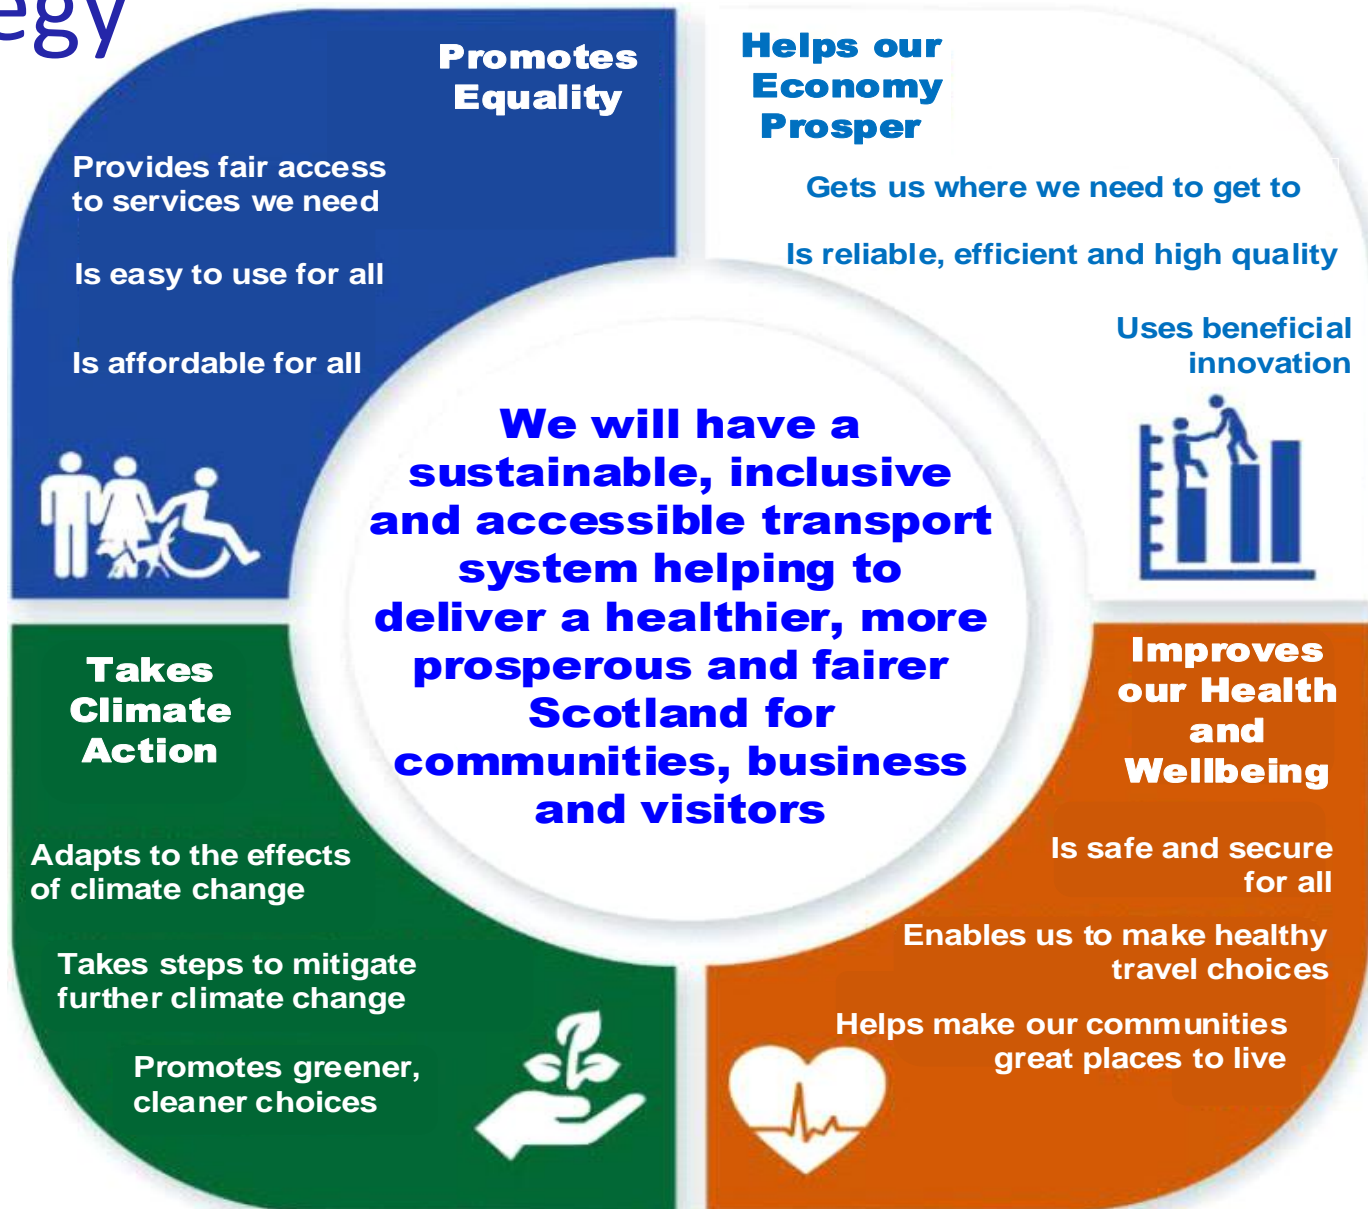 egy
Promotes
Equality
Provides fair access
to services we need
Is easy to use for all
Is affordable for all
Helps our
Economy
Prosper
Gets us where we need to get to
Is reliable, efficient and high quality
Uses beneficial
innovation
We will have a
sustainable, inclusive
and accessible transport
system helping to
deliver a healthier, more
prosperous and fairer
Scotland for
communities, business
and visitors
Takes
Climate
Action
Adapts to the effects
of climate change
Takes steps to mitigate
further climate change
Promotes greener,
cleaner choices
Improves
our Health
and
Wellbeing
Is safe and secure
for all
Enables us to make healthy
travel choices
Helps make our communities
great places to live